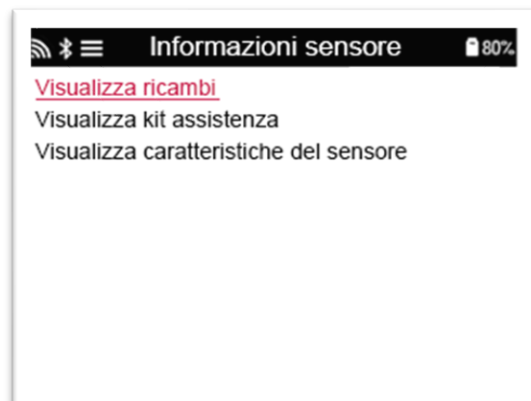 Informazioni sensore 80%
Visualizza ricambi
Visualizza kit assistenza
Visualizza caratteristiche del sensore